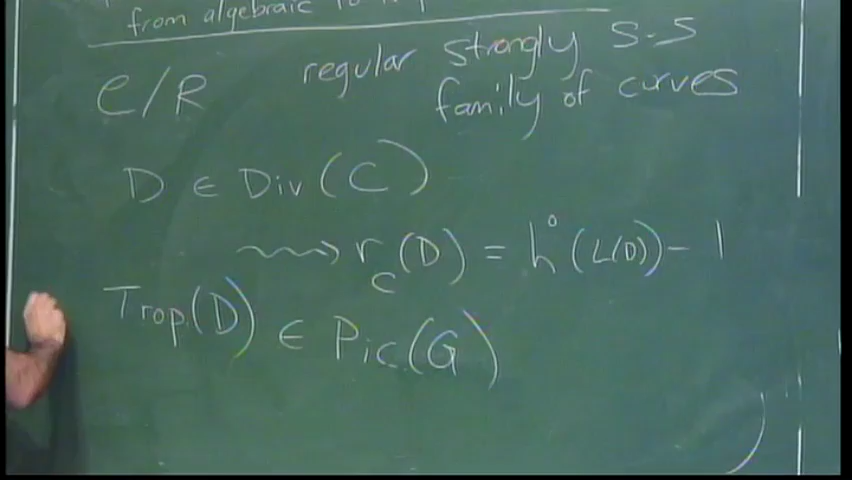 from algebraic to
C/R regular strongly s.s
family of curves
D ∈ Div(C)
⇝ r_C(D) = h⁰(L(D)) - 1
Trop(D) ∈ Pic(G)